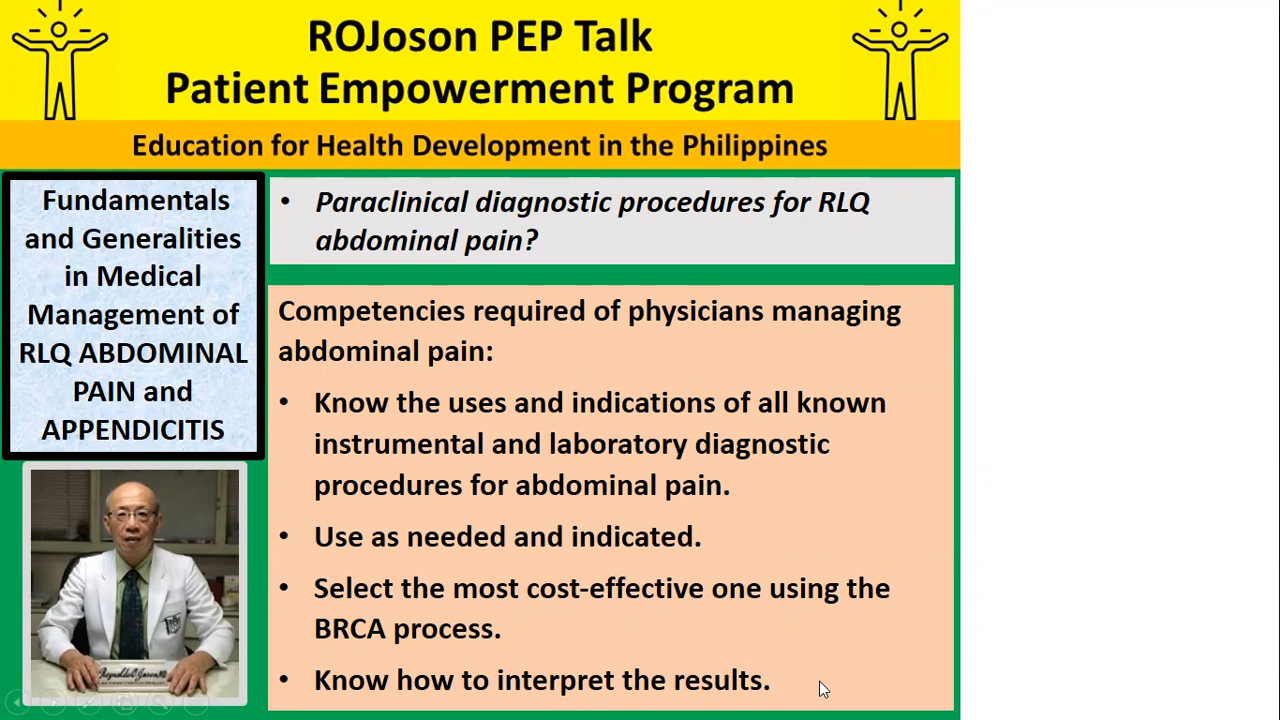 ROJoson PEP Talk
Patient Empowerment Program
Education for Health Development in the Philippines
Fundamentals
and Generalities
in Medical
Management of
RLQ ABDOMINAL
PAIN and
APPENDICITIS
• Paraclinical diagnostic procedures for RLQ
abdominal pain?
Competencies required of physicians managing
abdominal pain:
• Know the uses and indications of all known
instrumental and laboratory diagnostic
procedures for abdominal pain.
• Use as needed and indicated.
• Select the most cost-effective one using the
BRCA process.
• Know how to interpret the results.